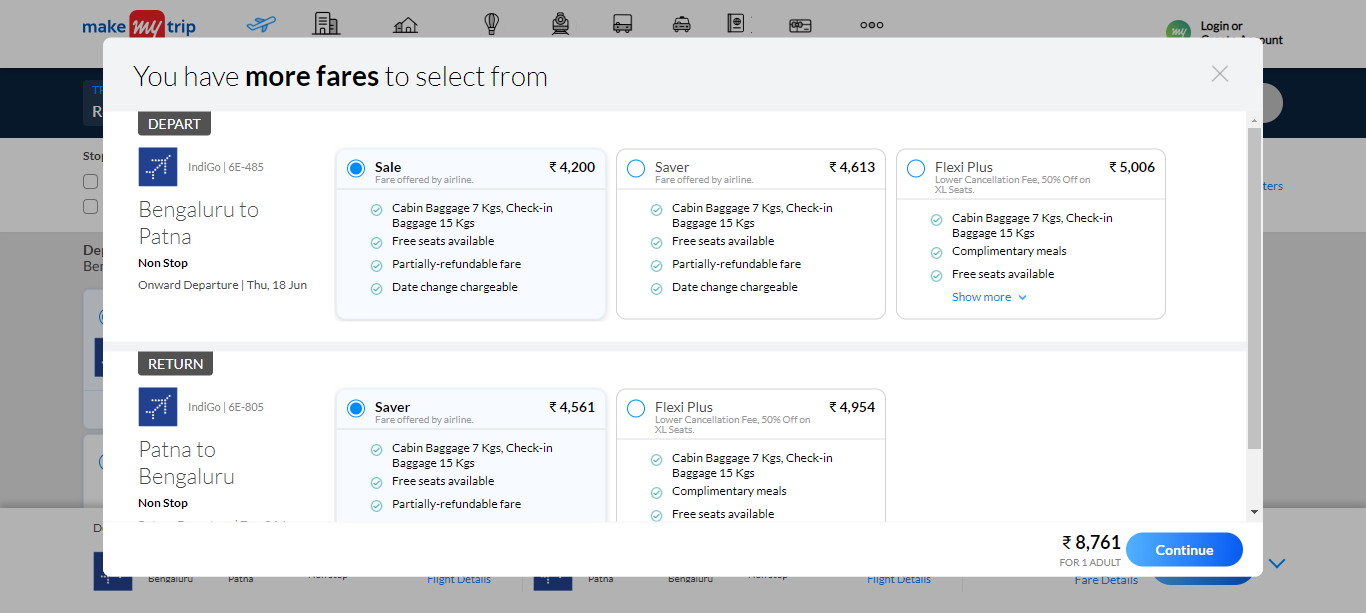 make my trip
Login or
You have more fares to select from
DEPART
IndiGo | 6E-485
Bengaluru to
Patna
Non Stop
Onward Departure | Thu, 18 Jun
Sale ₹ 4,200
Fare offered by airline.
Cabin Baggage 7 Kgs, Check-in
Baggage 15 Kgs
Free seats available
Partially-refundable fare
Date change chargeable
Saver ₹ 4,613
Fare offered by airline.
Cabin Baggage 7 Kgs, Check-in
Baggage 15 Kgs
Free seats available
Partially-refundable fare
Date change chargeable
Flexi Plus ₹ 5,006
Lower Cancellation Fee, 50% Off on
XL Seats.
Cabin Baggage 7 Kgs, Check-in
Baggage 15 Kgs
Complimentary meals
Free seats available
Show more
RETURN
IndiGo | 6E-805
Patna to
Bengaluru
Non Stop
Saver ₹ 4,561
Fare offered by airline.
Cabin Baggage 7 Kgs, Check-in
Baggage 15 Kgs
Free seats available
Partially-refundable fare
Flexi Plus ₹ 4,954
Lower Cancellation Fee, 50% Off on
XL Seats.
Cabin Baggage 7 Kgs, Check-in
Baggage 15 Kgs
Complimentary meals
Free seats available
₹ 8,761
FOR 1 ADULT
Continue
Bengaluru Patna Flight Details Patna Bengaluru Flight Details Fare Details